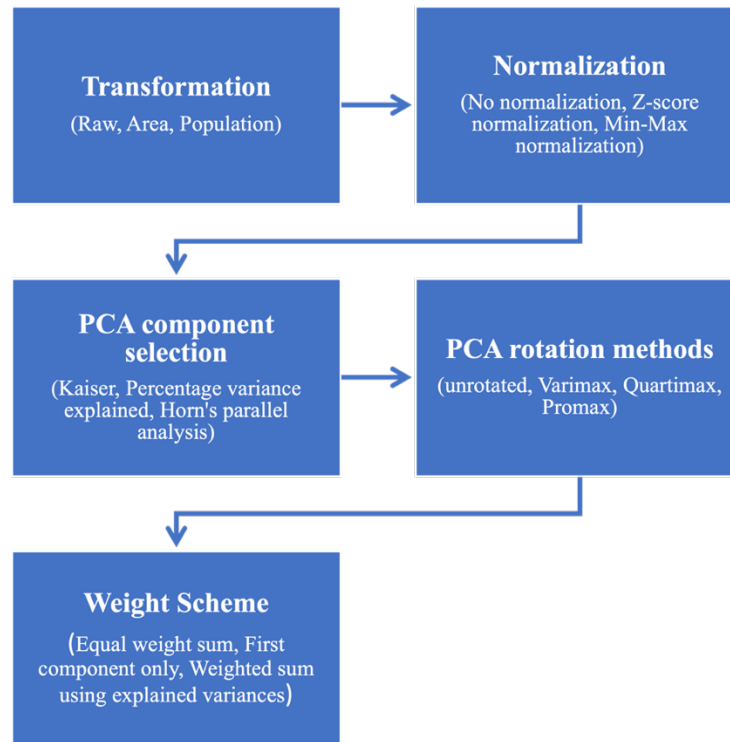 Transformation
(Raw, Area, Population)
Normalization
(No normalization, Z-score
normalization, Min-Max
normalization)
PCA component
selection
(Kaiser, Percentage variance
explained, Horn's parallel
analysis)
PCA rotation methods
(unrotated, Varimax, Quartimax,
Promax)
Weight Scheme
(Equal weight sum, First
component only, Weighted sum
using explained variances)